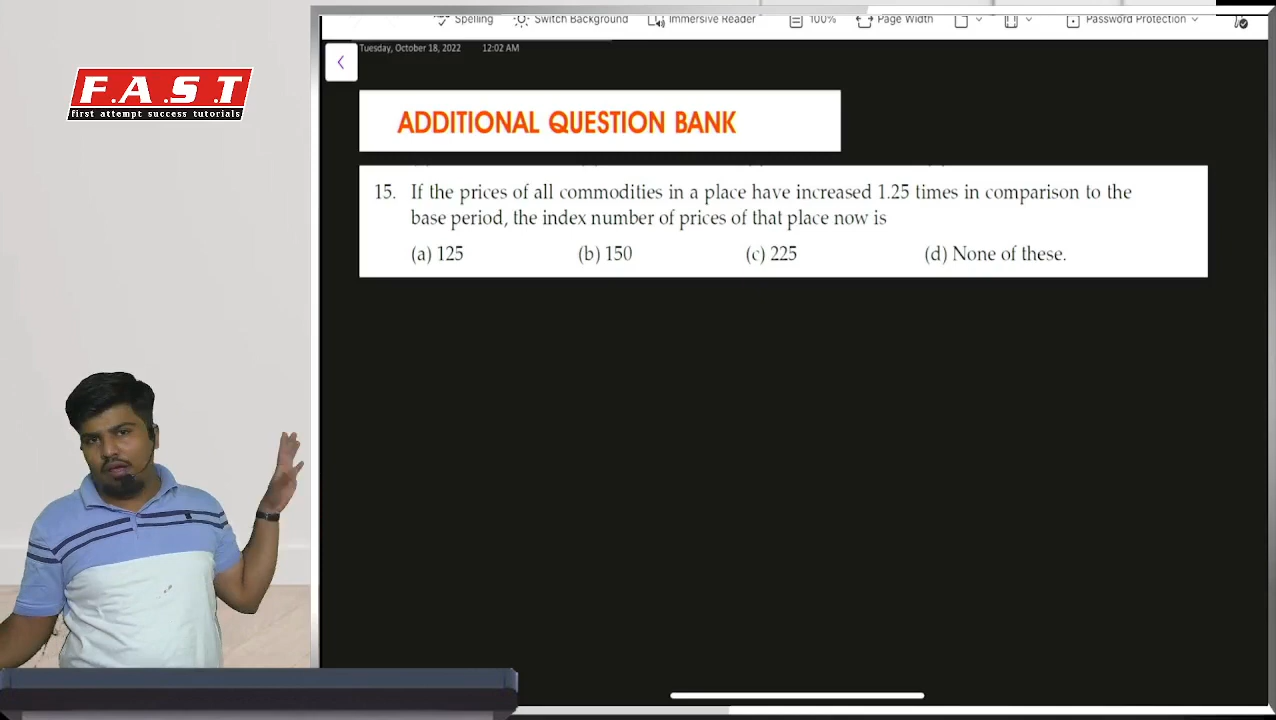 Spelling Switch Background Immersive Reader 100% Page Width Password Protection
Tuesday, October 18, 2022 12:02 AM
F.A.S.T
first attempt success tutorials
ADDITIONAL QUESTION BANK
15. If the prices of all commodities in a place have increased 1.25 times in comparison to the
base period, the index number of prices of that place now is
(a) 125 (b) 150 (c) 225 (d) None of these.